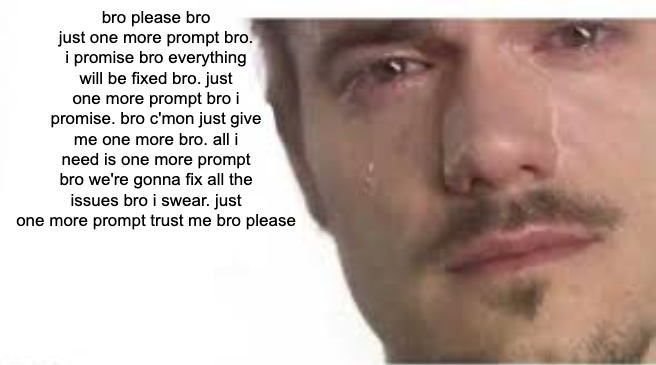 bro please bro
just one more prompt bro.
i promise bro everything
will be fixed bro. just
one more prompt bro i
promise. bro c'mon just give
me one more bro. all i
need is one more prompt
bro we're gonna fix all the
issues bro i swear. just
one more prompt trust me bro please